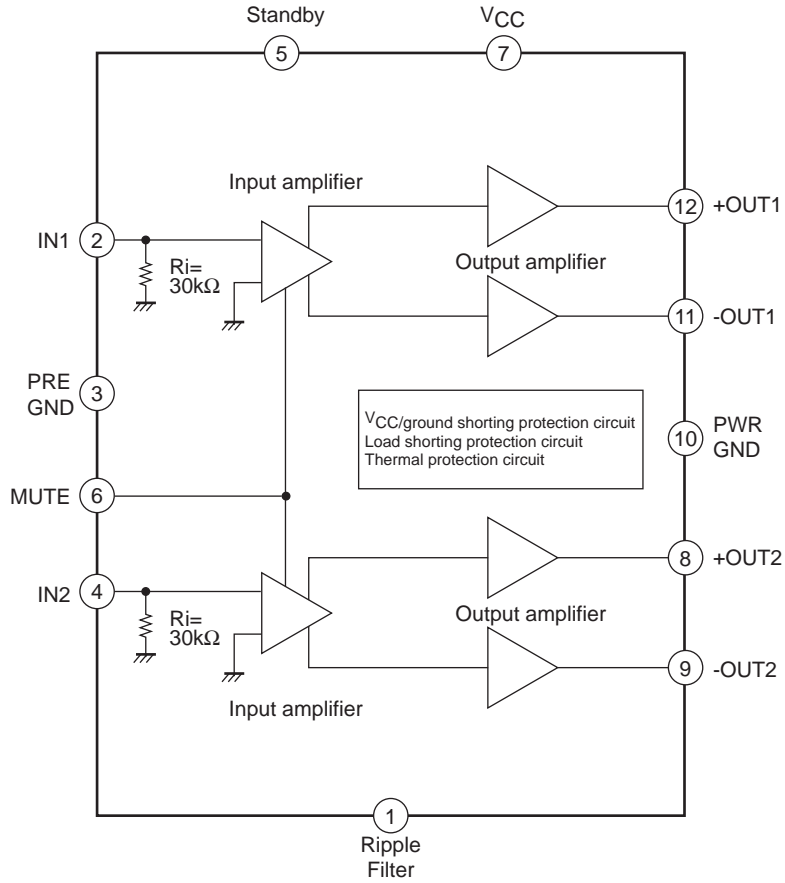 Standby
VCC
5
7
Input amplifier
12
+OUT1
IN1
2
Ri=
30kΩ
Output amplifier
11
-OUT1
PRE
GND
3
VCC/ground shorting protection circuit
Load shorting protection circuit
Thermal protection circuit
10
PWR
GND
MUTE
6
8
+OUT2
IN2
4
Ri=
30kΩ
Output amplifier
9
-OUT2
Input amplifier
1
Ripple
Filter